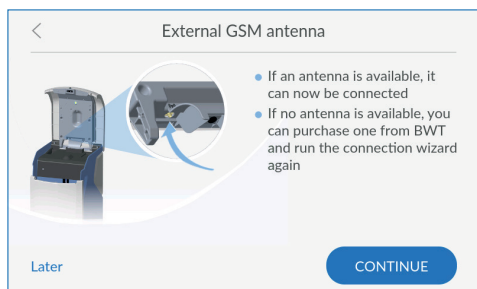 External GSM antenna
If an antenna is available, it
can now be connected
If no antenna is available, you
can purchase one from BWT
and run the connection wizard
again
Later
CONTINUE